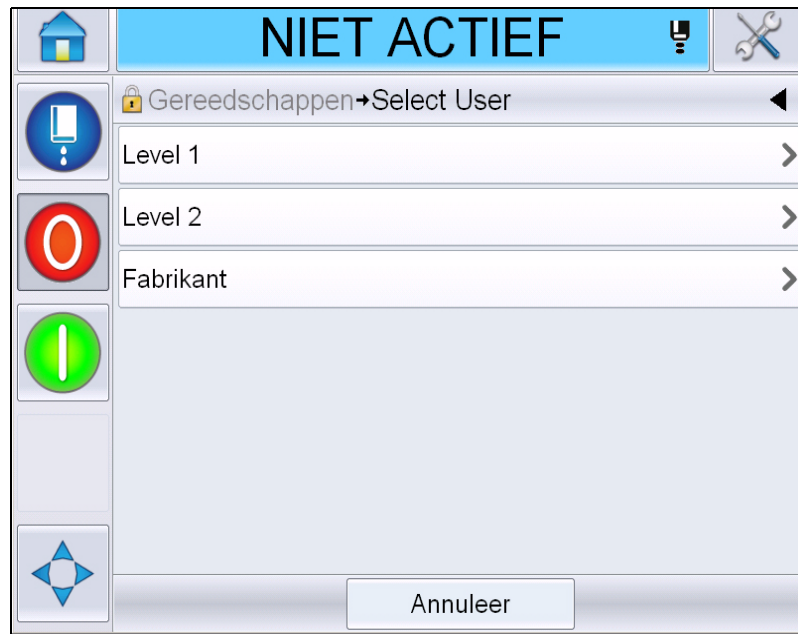 NIET ACTIEF
Gereedschappen→Select User
Level 1
Level 2
Fabrikant
Annuleer